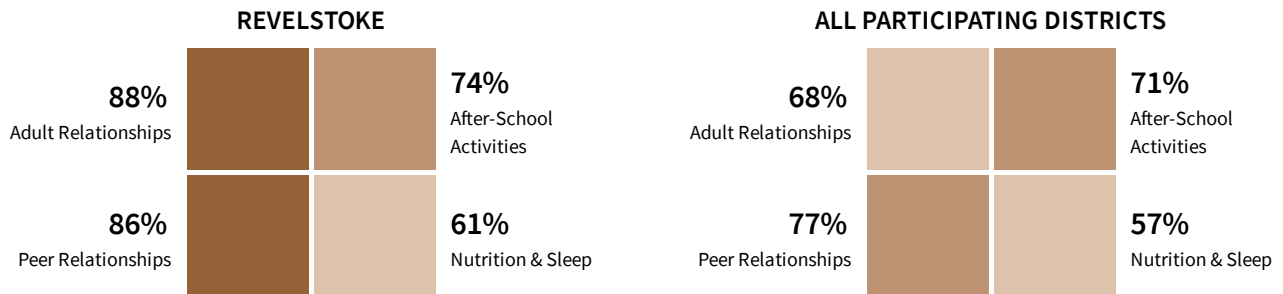 REVELSTOKE
88%
Adult Relationships
74%
After-School
Activities
86%
Peer Relationships
61%
Nutrition & Sleep
ALL PARTICIPATING DISTRICTS
68%
Adult Relationships
71%
After-School
Activities
77%
Peer Relationships
57%
Nutrition & Sleep